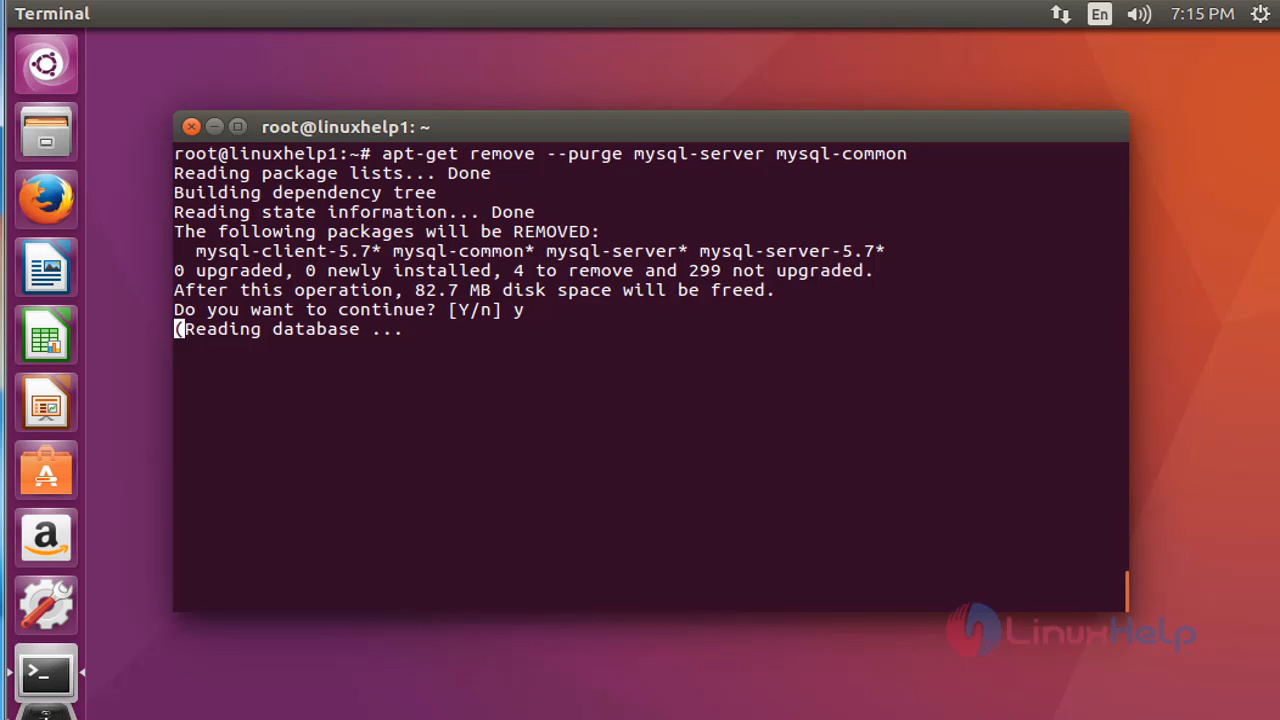 Terminal
En
7:15 PM
root@linuxhelp1: ~
root@linuxhelp1:~# apt-get remove --purge mysql-server mysql-common
Reading package lists... Done
Building dependency tree
Reading state information... Done
The following packages will be REMOVED:
  mysql-client-5.7* mysql-common* mysql-server* mysql-server-5.7*
0 upgraded, 0 newly installed, 4 to remove and 299 not upgraded.
After this operation, 82.7 MB disk space will be freed.
Do you want to continue? [Y/n] y
(Reading database ...
LinuxHelp